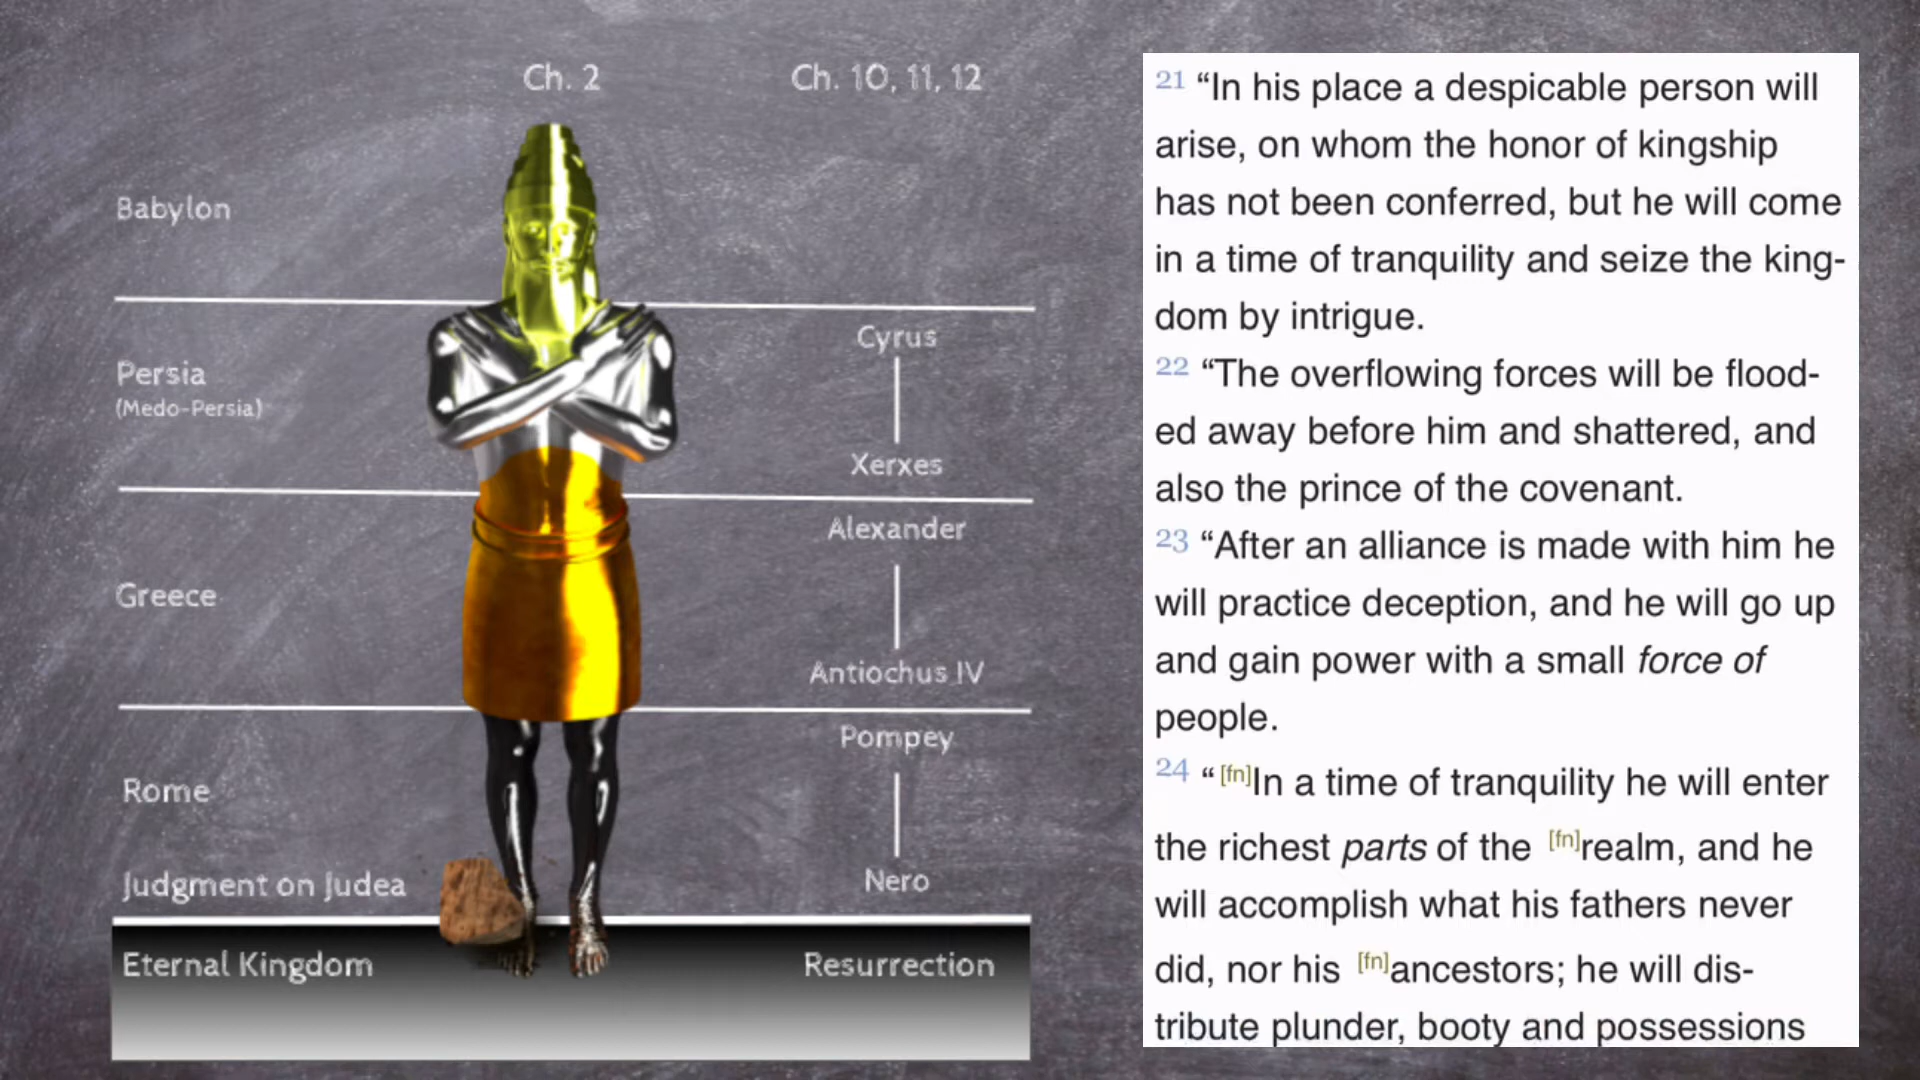 Ch. 2
Ch. 10, 11, 12
Babylon
Cyrus
Persia
(Medo-Persia)
Xerxes
Alexander
Greece
Antiochus IV
Pompey
Rome
Nero
Judgment on Judea
Eternal Kingdom
Resurrection
21 “In his place a despicable person will
arise, on whom the honor of kingship
has not been conferred, but he will come
in a time of tranquility and seize the king-
dom by intrigue.
22 “The overflowing forces will be flood-
ed away before him and shattered, and
also the prince of the covenant.
23 “After an alliance is made with him he
will practice deception, and he will go up
and gain power with a small force of
people.
24 “[fn]In a time of tranquility he will enter
the richest parts of the [fn]realm, and he
will accomplish what his fathers never
did, nor his [fn]ancestors; he will dis-
tribute plunder, booty and possessions